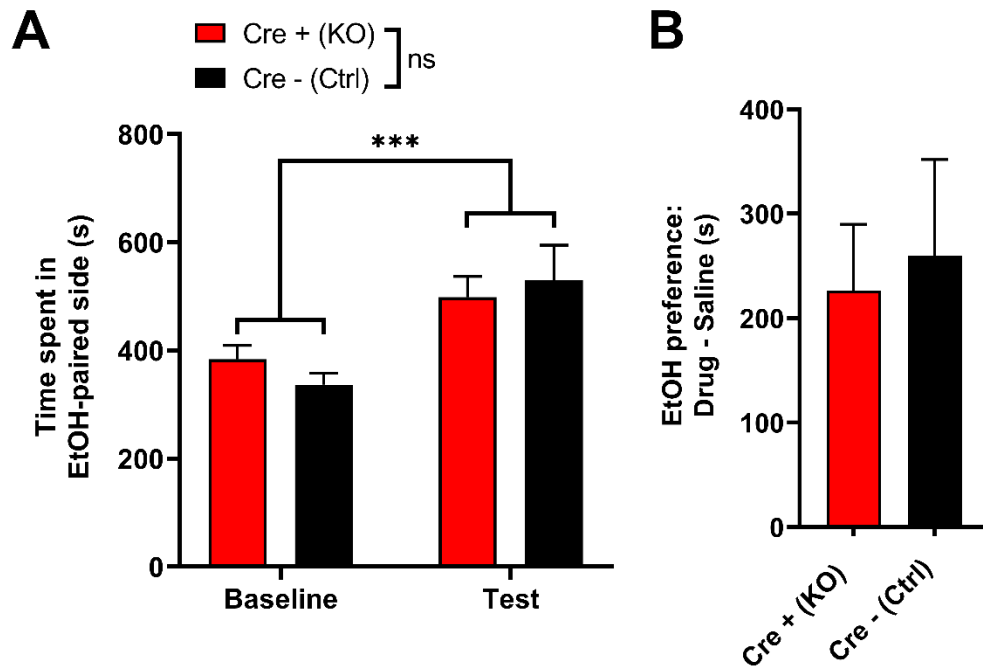 A
Cre + (KO)
Cre - (Ctrl)
ns
***
Time spent in
EtOH-paired side (s)
800
600
400
200
0
Baseline
Test
B
EtOH preference:
Drug - Saline (s)
400
300
200
100
0
Cre + (KO)
Cre - (Ctrl)